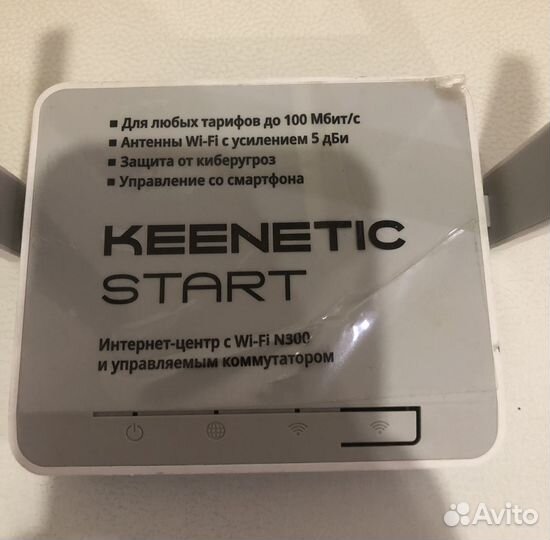 ▪ Для любых тарифов до 100 Мбит/с
▪ Антенны Wi-Fi с усилением 5 дБи
▪ Защита от киберугроз
▪ Управление со смартфона
KEENETIC
START
Интернет-центр с Wi-Fi N300
и управляемым коммутатором
Avito